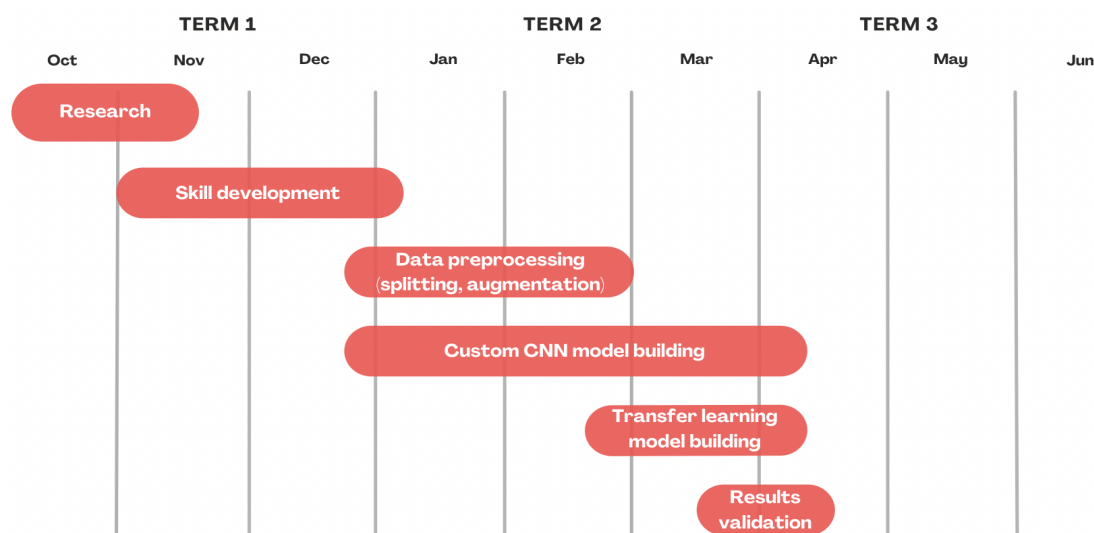 TERM 1 TERM 2 TERM 3
Oct Nov Dec Jan Feb Mar Apr May Jun
Research
Skill development
Data preprocessing
(splitting, augmentation)
Custom CNN model building
Transfer learning
model building
Results
validation